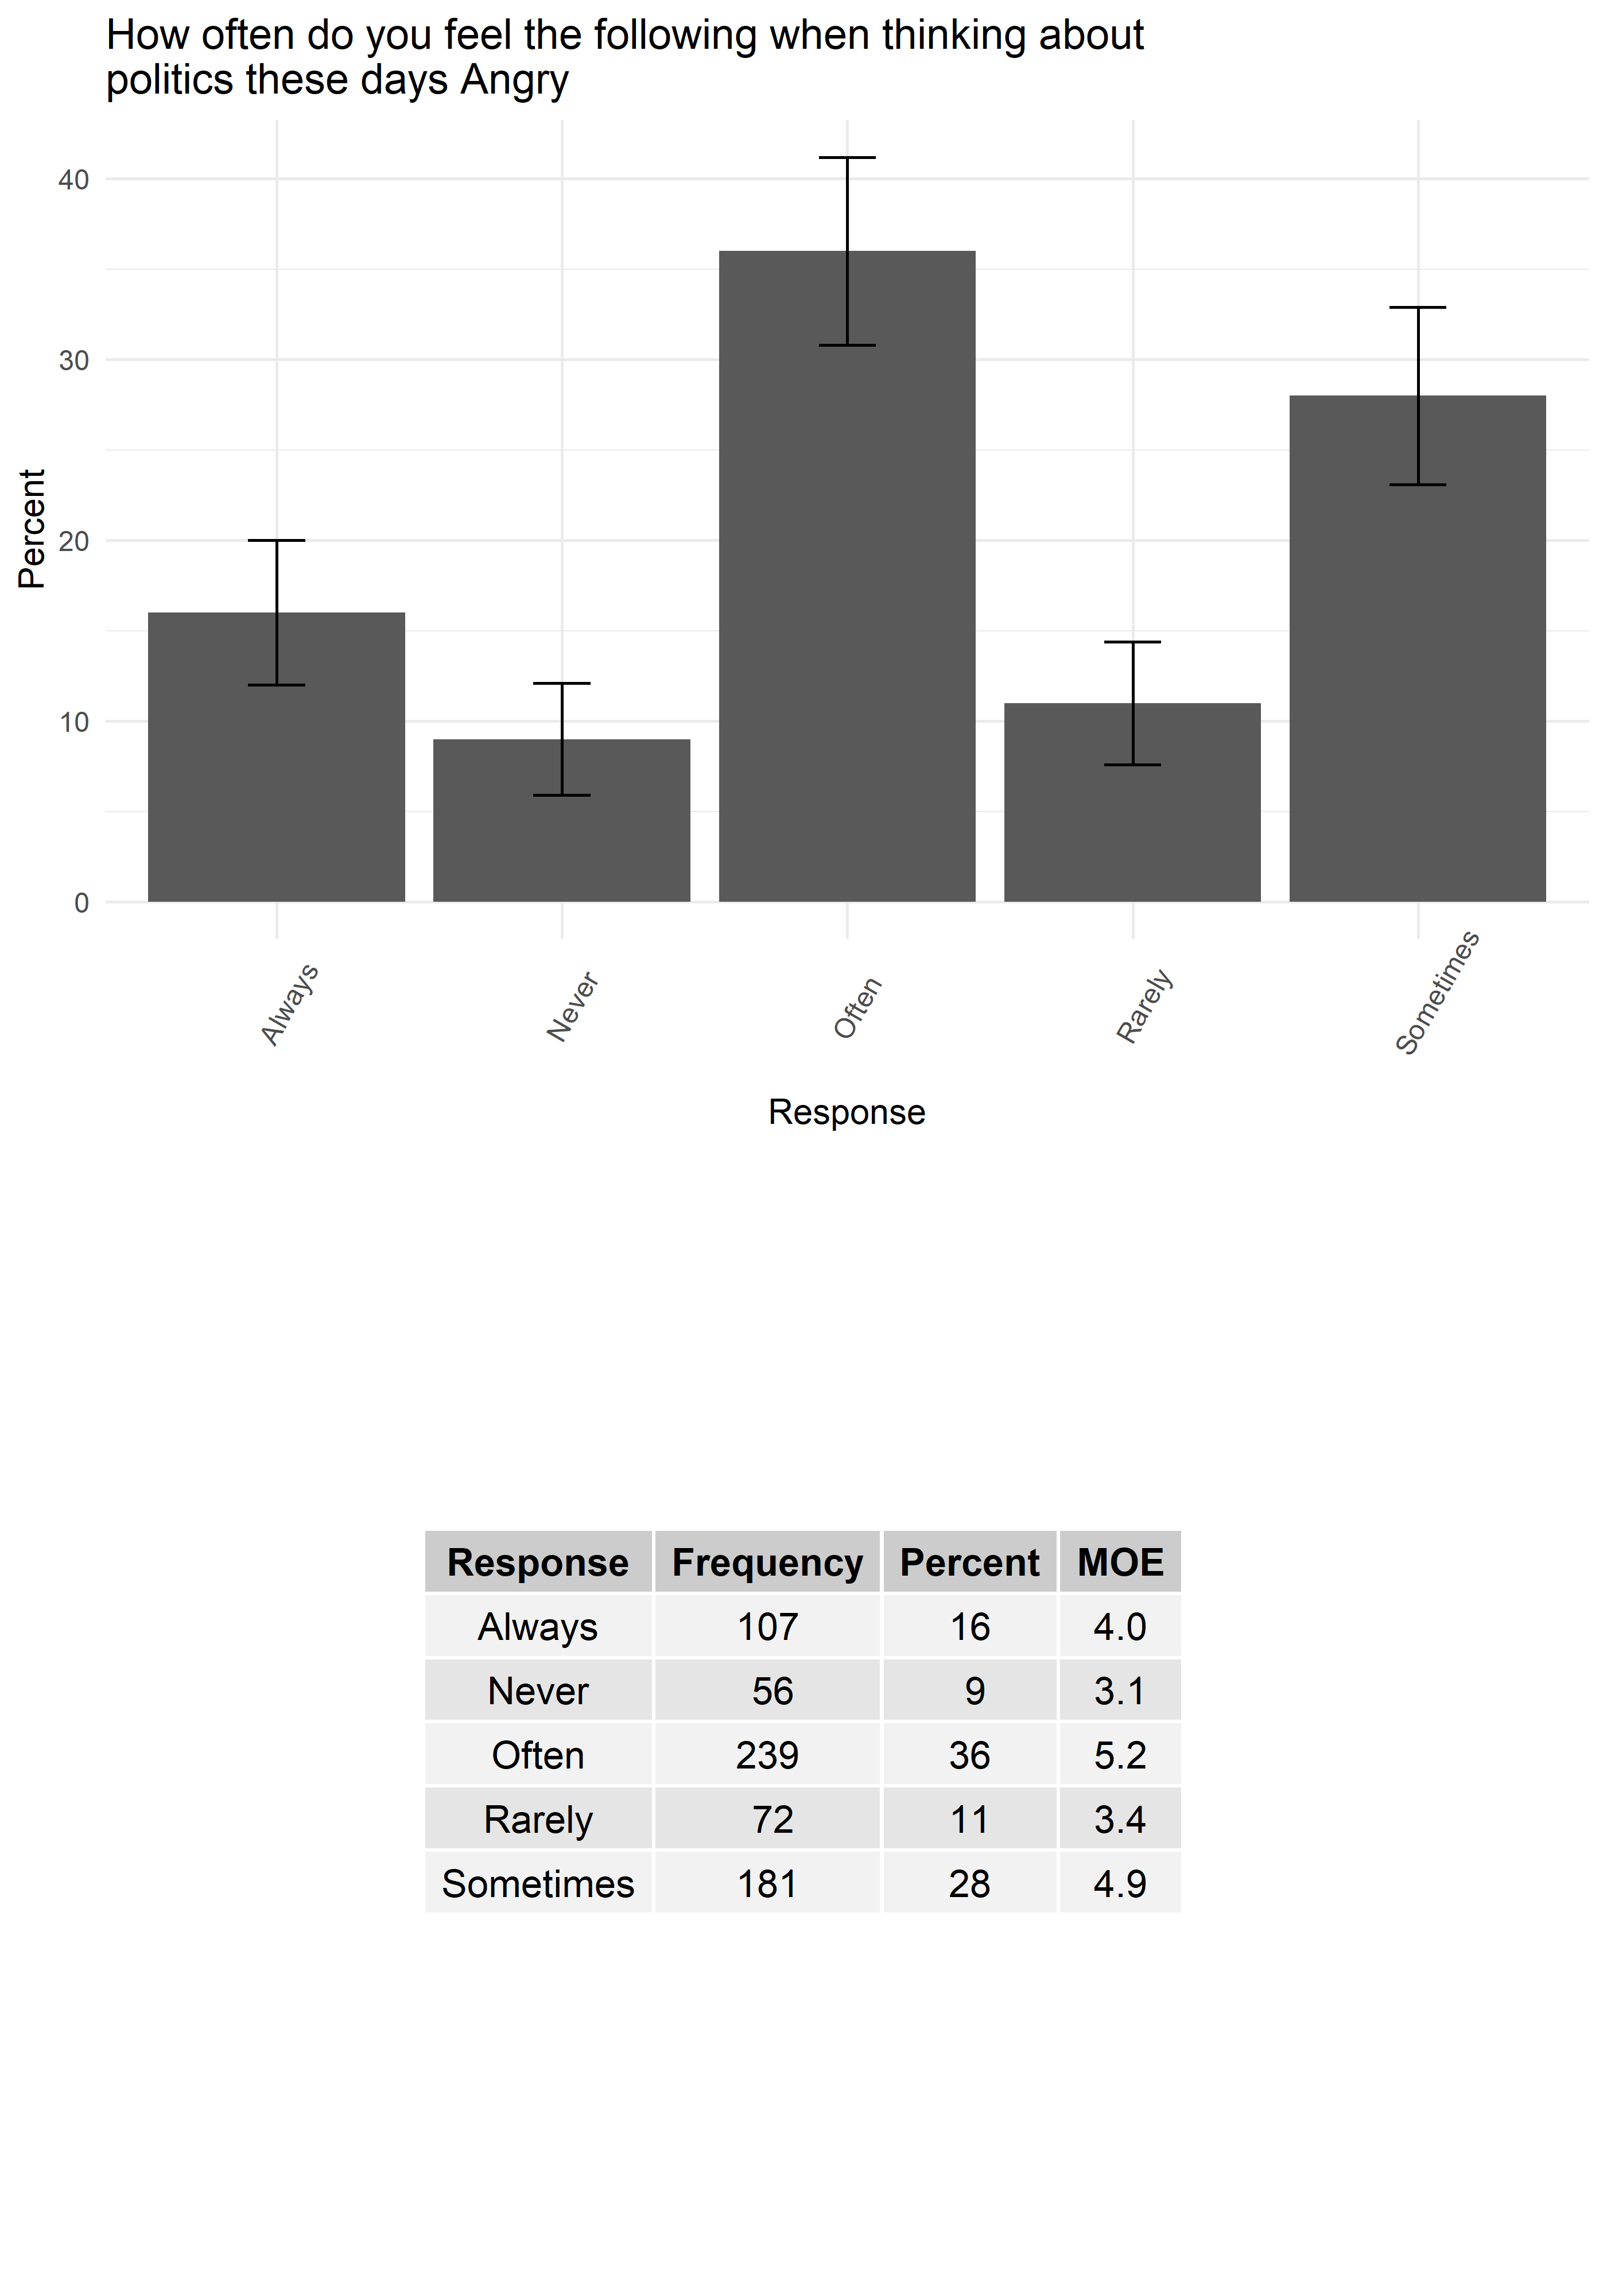 How often do you feel the following when thinking about
politics these days Angry
Percent
40
30
20
10
0
Always Never Often Rarely Sometimes
Response
Response Frequency Percent MOE
Always 107 16 4.0
Never 56 9 3.1
Often 239 36 5.2
Rarely 72 11 3.4
Sometimes 181 28 4.9